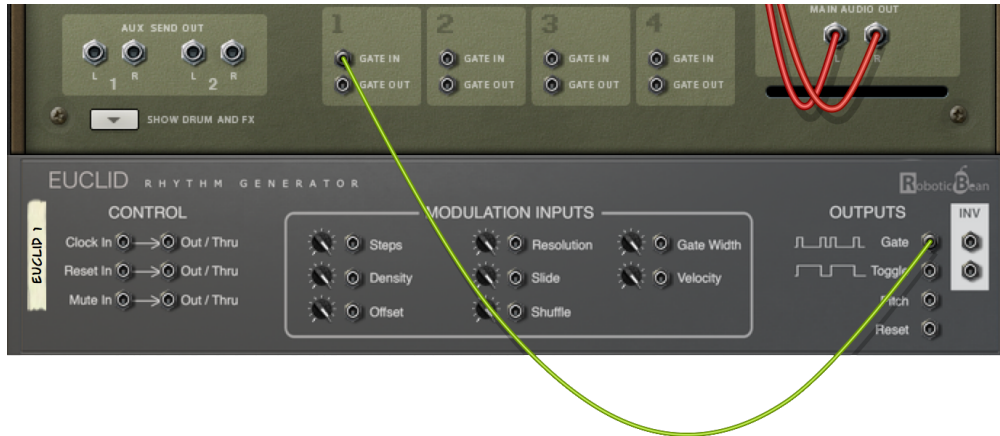 AUX SEND OUT
L R L R
1 2
SHOW DRUM AND FX
1 2 3 4
GATE IN GATE IN GATE IN GATE IN
GATE OUT GATE OUT GATE OUT GATE OUT
MAIN AUDIO OUT
L R
EUCLID RHYTHM GENERATOR
RoboticBean
EUCLID 1
CONTROL
Clock In Out / Thru
Reset In Out / Thru
Mute In Out / Thru
MODULATION INPUTS
Steps Resolution Gate Width
Density Slide Velocity
Offset Shuffle
OUTPUTS INV
Gate
Toggle
Pitch
Reset